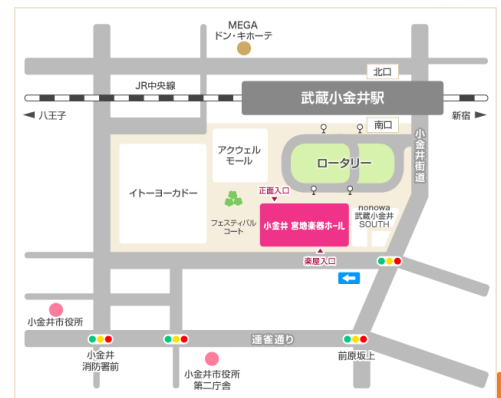 MEGA
ドン・キホーテ
北口
JR中央線
武蔵小金井駅
八王子
新宿
南口
小金井街道
アクウェル
モール
ロータリー
イトーヨーカドー
正面入口
フェスティバル
コート
小金井 宮地楽器ホール
nonowa
武蔵小金井
SOUTH
楽屋入口
小金井市役所
連雀通り
小金井
消防署前
前原坂上
小金井市役所
第二庁舎